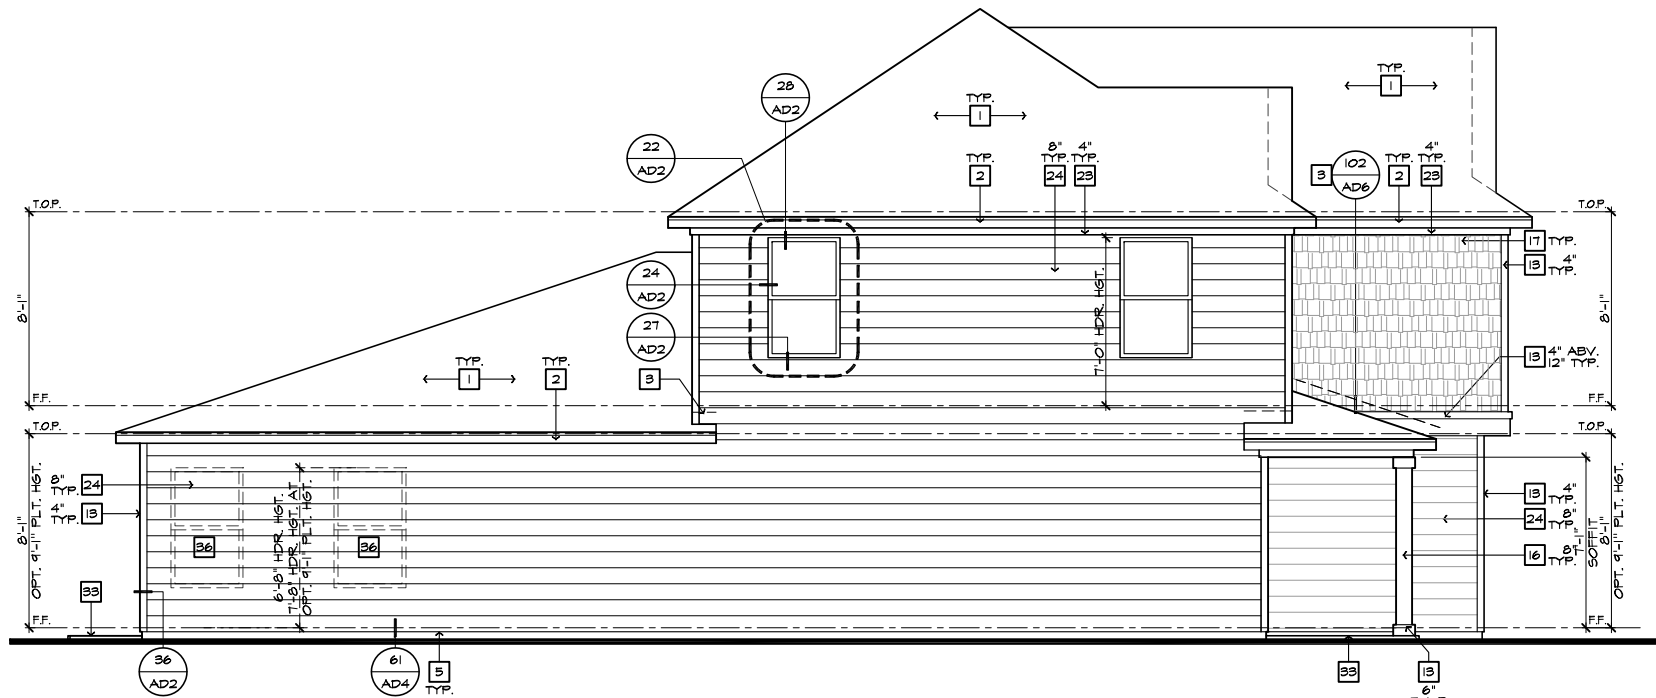 TYP.
1
28
AD2
TYP.
1
22
AD2
TYP.
2
8"
TYP.
24
4"
TYP.
23
3
102
AD6
TYP.
2
4"
TYP.
23
T.O.P.
T.O.P.
17 TYP.
13 4"
TYP.
24
AD2
8'-1"
7'-0" HDR. HGT.
8'-1"
27
AD2
13 4" ABV.
12" TYP.
TYP.
1
TYP.
2
3
F.F.
F.F.
T.O.P.
T.O.P.
8"
TYP. 24
4"
TYP. 13
8'-1"
OPT. 9'-1" PLT. HGT.
36
36
6'-8" HDR. HGT.
7'-8" HDR. HGT. AT
OPT. 9'-1" PLT. HGT.
13 4"
TYP.
24 8"
TYP.
16 8"
TYP.
7'-1"
SOFFIT
8'-1"
OPT. 9'-1" PLT. HGT.
33
F.F.
F.F.
36
AD2
61
AD4
5
TYP.
33
13
6"